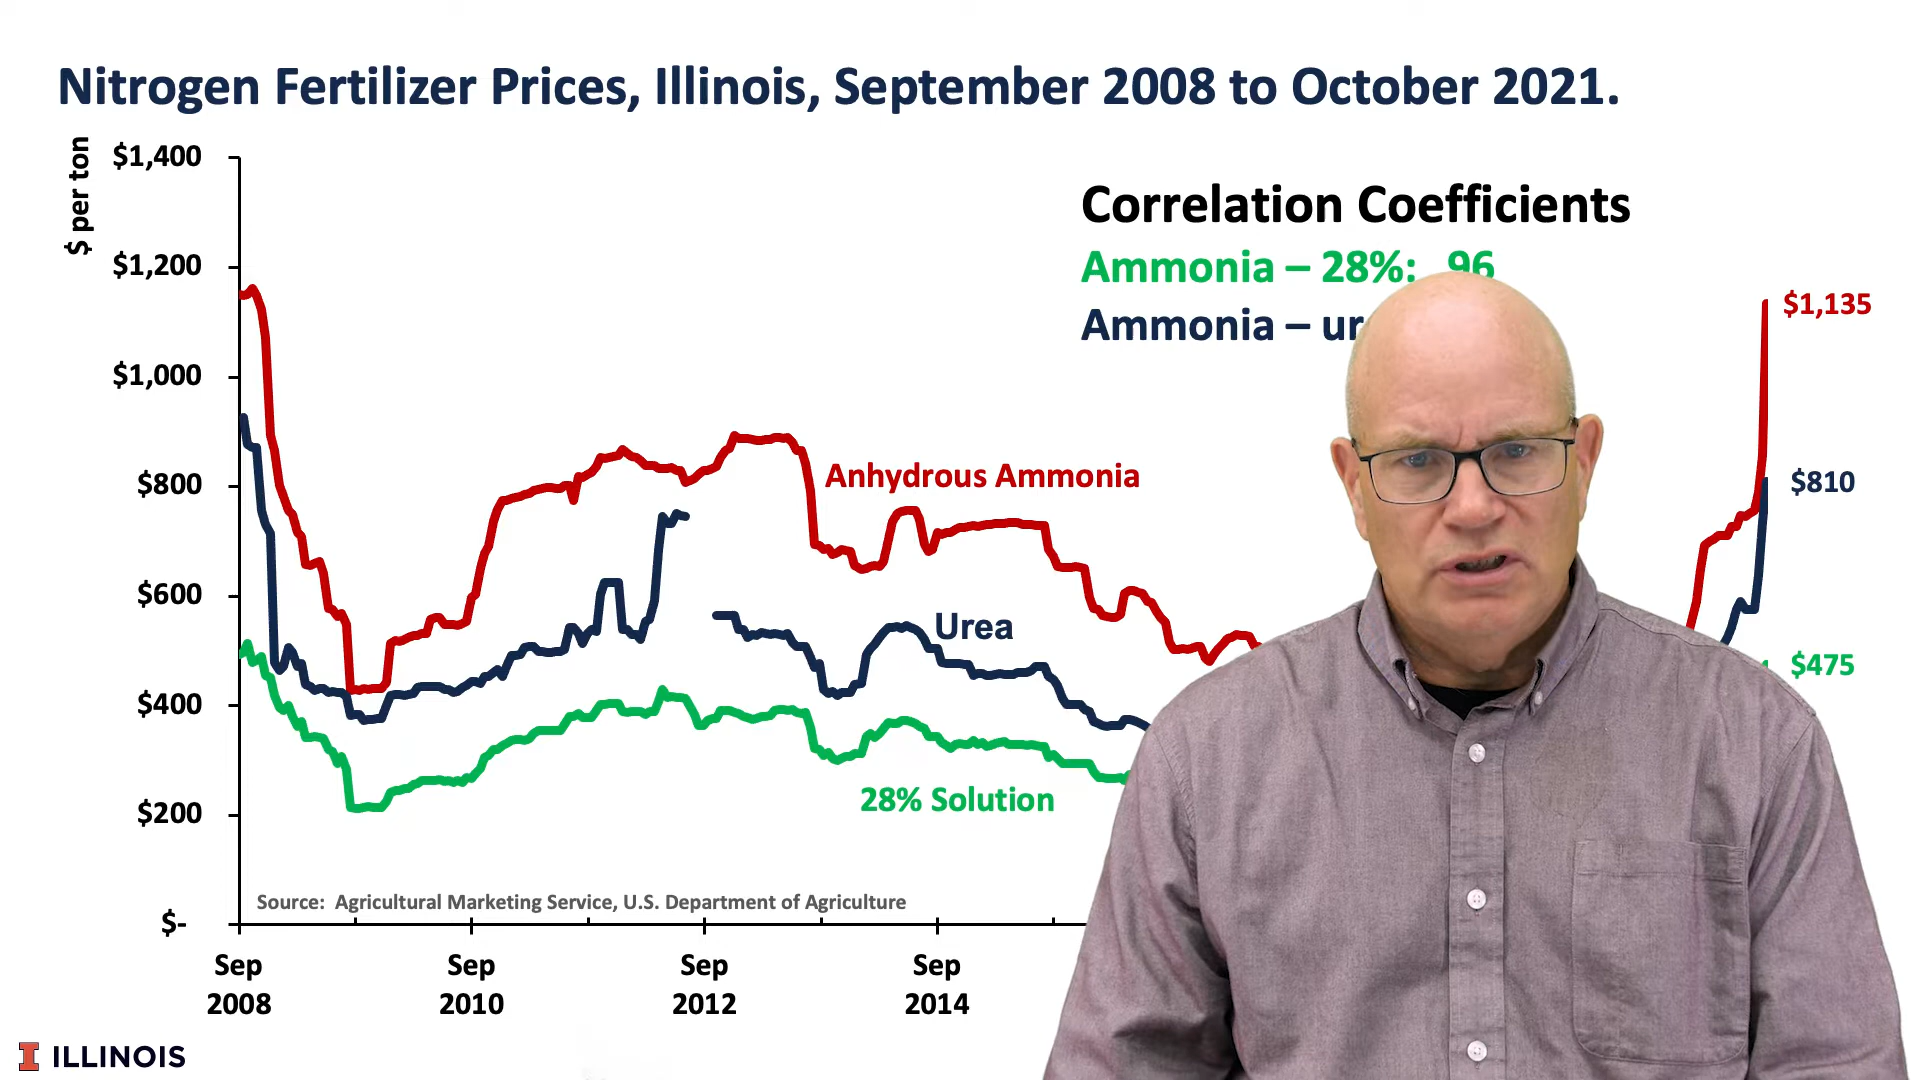 Nitrogen Fertilizer Prices, Illinois, September 2008 to October 2021.
$ per ton
$1,400
$1,200
$1,000
$800
$600
$400
$200
$-
Correlation Coefficients
Ammonia – 28%: 96
Ammonia –
$1,135
$810
$475
Anhydrous Ammonia
Urea
28% Solution
Source: Agricultural Marketing Service, U.S. Department of Agriculture
Sep Sep Sep Sep
2008 2010 2012 2014
ILLINOIS